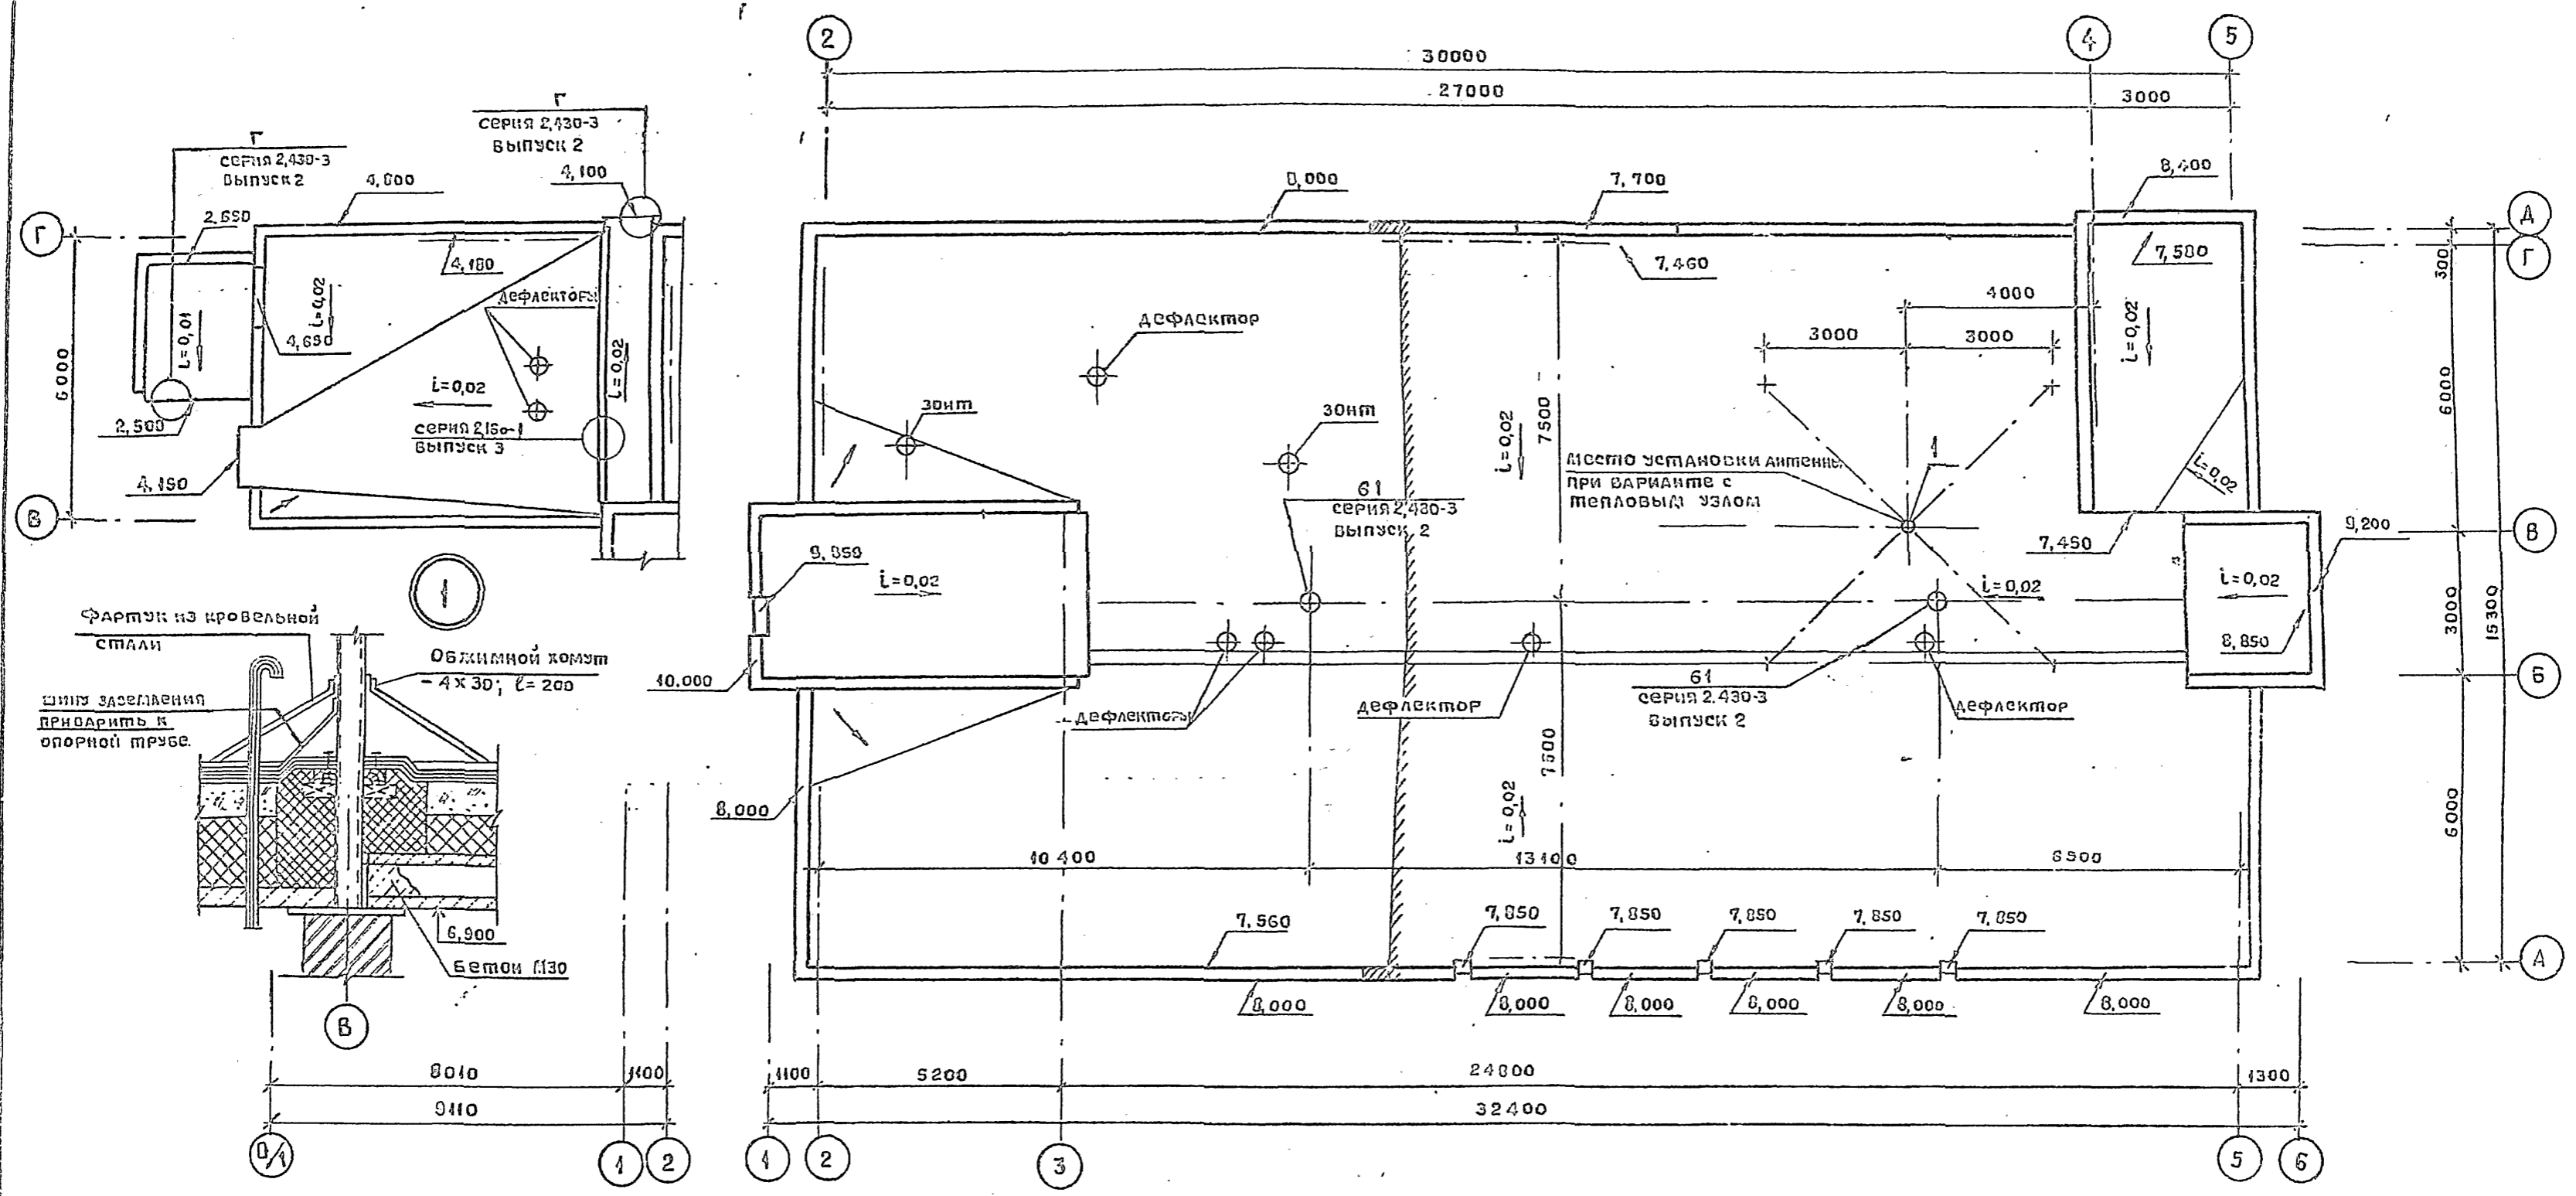 2
4
5
30000
27000
3000
Г
серия 2,430-3
Выпуск 2
4,100
Г
серия 2,430-3
Выпуск 2
4,800
2,650
Г
6000
В
4,180
i=0,01
i=0,02
4,650
дефлекторы
i=0,02
i=0,02
серия 2,160-1
Выпуск 3
2,500
4,190
1
8,000
7,700
8,400
7,460
7,580
Д
Г
300
4000
3000
3000
дефлектор
зонт
зонт
i=0,02
7500
i=0,02
i=0,02
6000
61
серия 2,430-3
Выпуск 2
Место установки антенны
при варианте с
тепловым узлом
1
7,450
9,200
В
9,850
i=0,02
i=0,02
i=0,02
8,850
3000
15300
Б
10,000
дефлекторы
дефлектор
61
серия 2.430-3
Выпуск 2
дефлектор
Фартук из кровельной
стали
Обжимной хомут
- 4×30; ℓ=200
шину заземления
приварить к
опорной трубе.
6,900
Бетон М30
В
8,000
7500
i=0,02
6000
10400
13100
6500
7,560
7,850
7,850
7,850
7,850
7,850
А
8,000
8,000
8,000
8,000
8,000
8,000
8010
1100
9110
0/1
1
2
1100
5200
24800
1300
32400
1
2
3
5
6